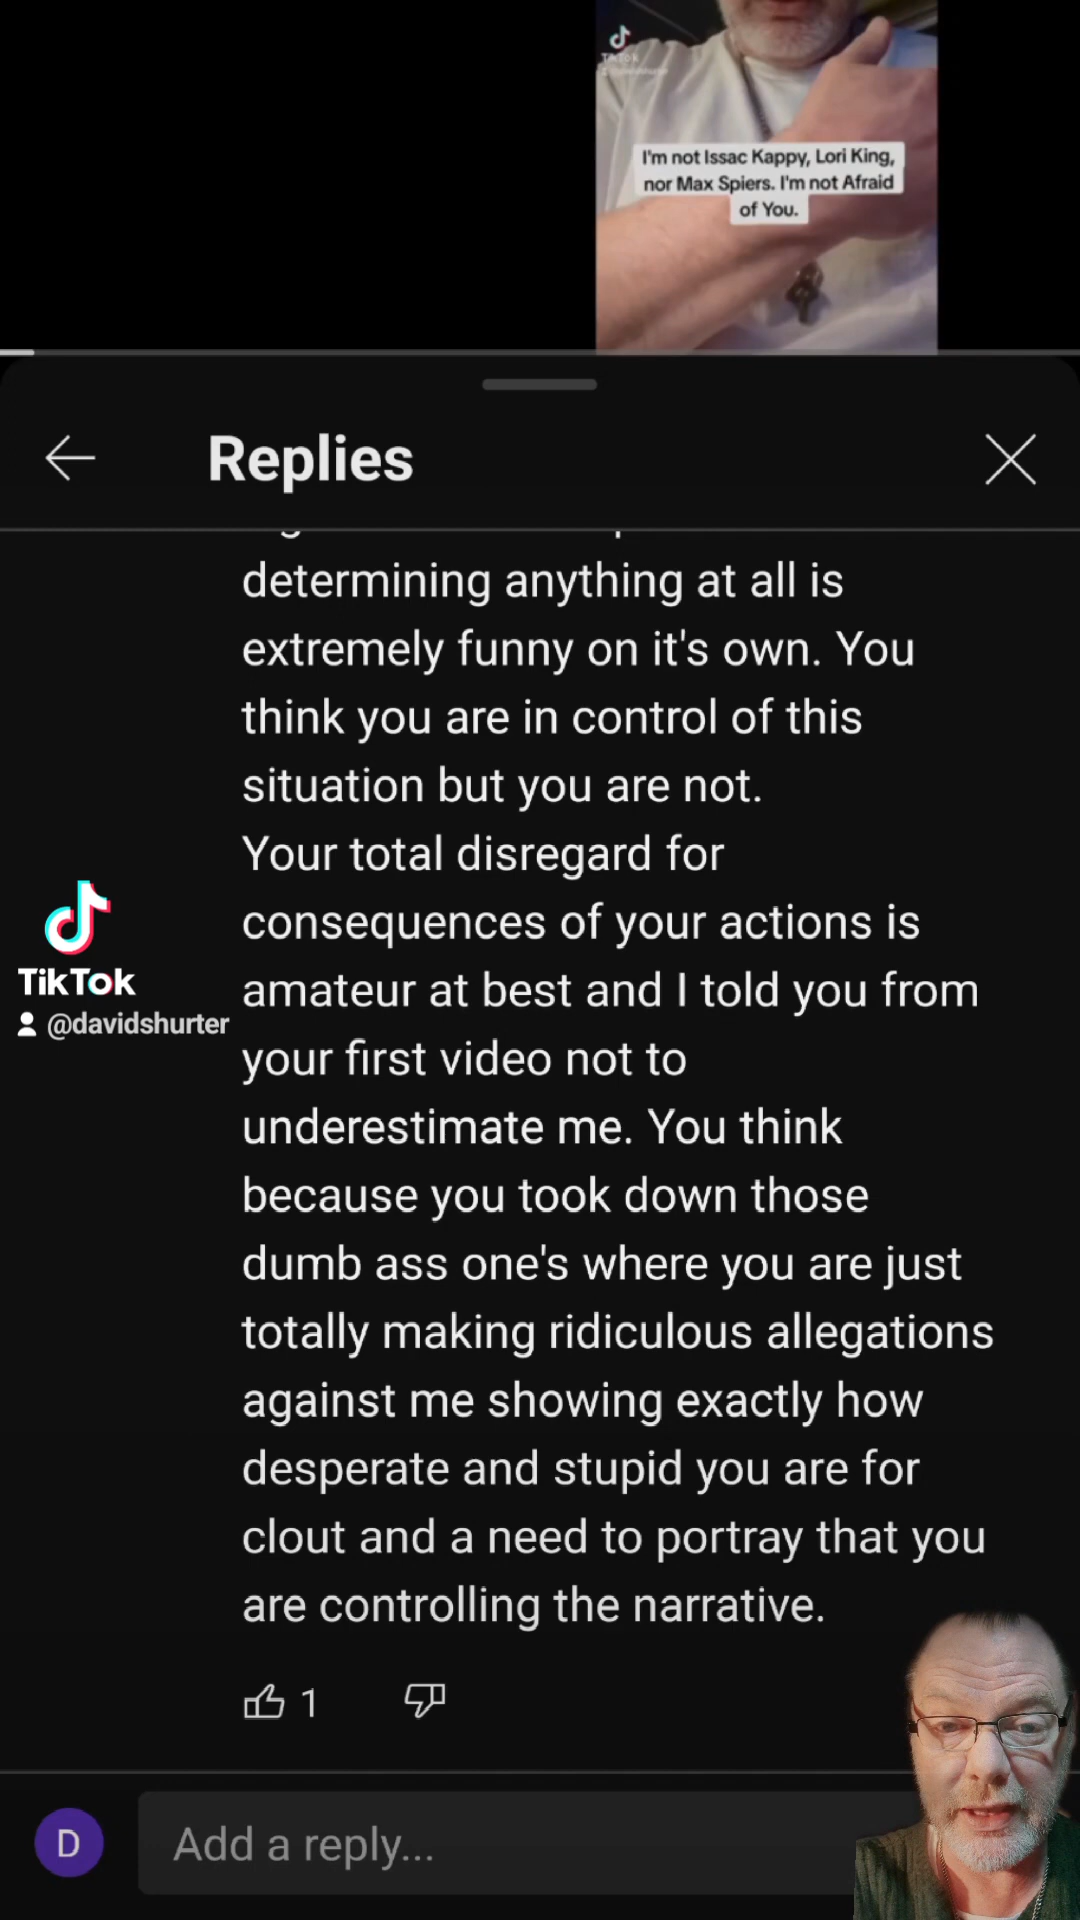 TikTok
I'm not Issac Kappy, Lori King,
nor Max Spiers. I'm not Afraid
of You.
Replies
determining anything at all is
extremely funny on it's own. You
think you are in control of this
situation but you are not.
Your total disregard for
consequences of your actions is
amateur at best and I told you from
your first video not to
underestimate me. You think
because you took down those
dumb ass one's where you are just
totally making ridiculous allegations
against me showing exactly how
desperate and stupid you are for
clout and a need to portray that you
are controlling the narrative.
TikTok
@davidshurter
1
D
Add a reply...